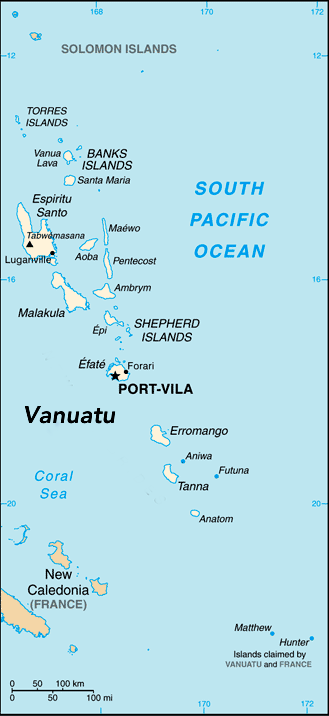 168
170
172
12
SOLOMON ISLANDS
TORRES
ISLANDS
Vanua
Lava
BANKS
ISLANDS
Santa Maria
Espiritu
Santo
SOUTH
PACIFIC
OCEAN
Tabwémasana
Luganville
Maéwo
Aoba
Pentecost
16
16
Ambrym
Malakula
Épi
SHEPHERD
ISLANDS
Éfaté
Forari
PORT-VILA
Vanuatu
Erromango
Aniwa
Futuna
Tanna
Coral
Sea
Anatom
20
20
New
Caledonia
(FRANCE)
Matthew
Hunter
Islands claimed by
VANUATU and FRANCE
0 50 100 km
0 50 100 mi
168
170
172